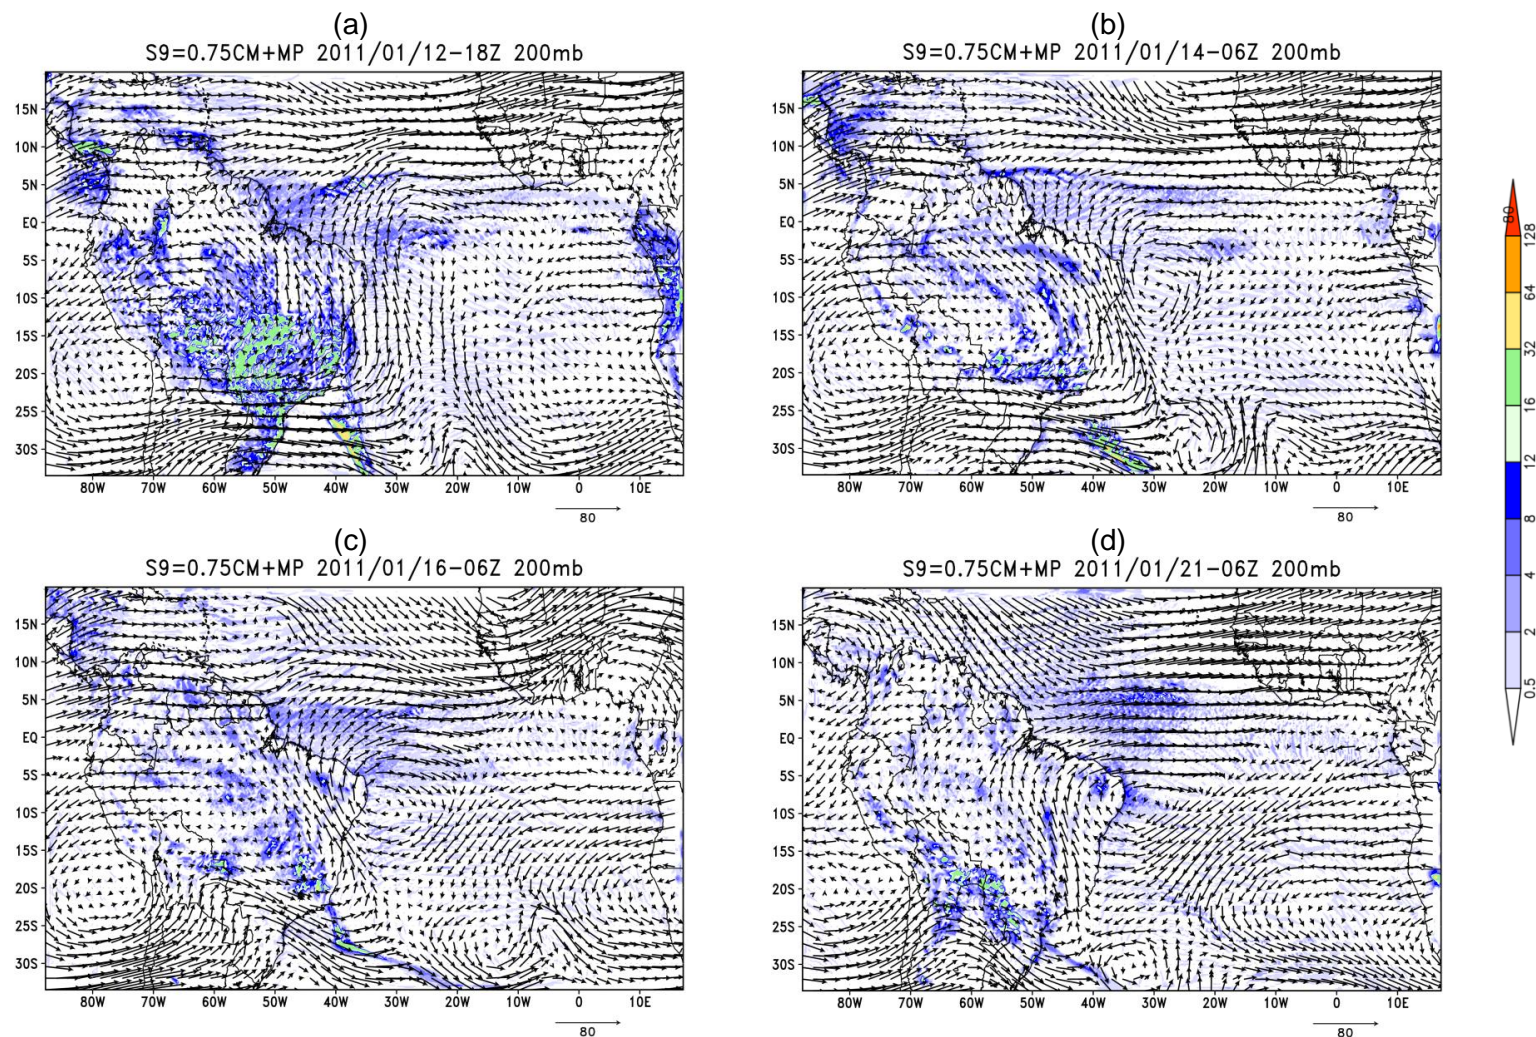 (a)
S9=0.75CM+MP 2011/01/12-18Z 200mb
15N
10N
5N
EQ
5S
10S
15S
20S
25S
30S
80W 70W 60W 50W 40W 30W 20W 10W 0 10E
80
(b)
S9=0.75CM+MP 2011/01/14-06Z 200mb
15N
10N
5N
EQ
5S
10S
15S
20S
25S
30S
80W 70W 60W 50W 40W 30W 20W 10W 0 10E
80
(c)
S9=0.75CM+MP 2011/01/16-06Z 200mb
15N
10N
5N
EQ
5S
10S
15S
20S
25S
30S
80W 70W 60W 50W 40W 30W 20W 10W 0 10E
80
(d)
S9=0.75CM+MP 2011/01/21-06Z 200mb
15N
10N
5N
EQ
5S
10S
15S
20S
25S
30S
80W 70W 60W 50W 40W 30W 20W 10W 0 10E
80
80
128
64
32
16
12
8
4
2
0.5